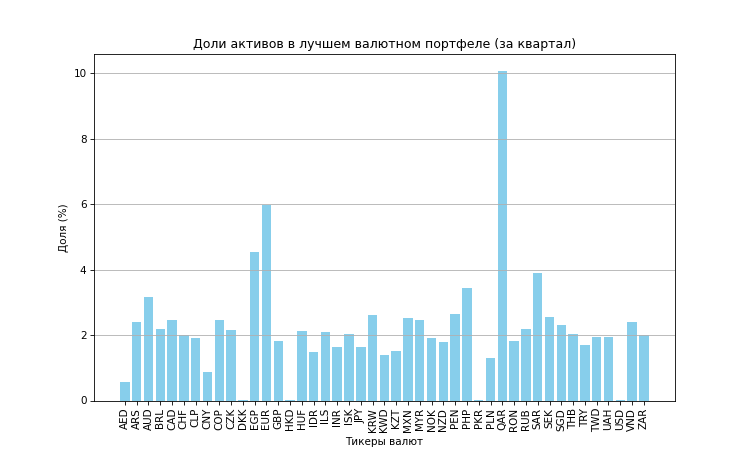 Доли активов в лучшем валютном портфеле (за квартал)
Доля (%)
10
8
6
4
2
0
AED
ARS
AUD
BRL
CAD
CHF
CLP
CNY
COP
CZK
DKK
EGP
EUR
GBP
HKD
HUF
IDR
ILS
INR
ISK
JPY
KRW
KWD
KZT
MXN
MYR
NOK
NZD
PEN
PHP
PKR
PLN
QAR
RON
RUB
SAR
SEK
SGD
THB
TRY
TWD
UAH
USD
VND
ZAR
Тикеры валют